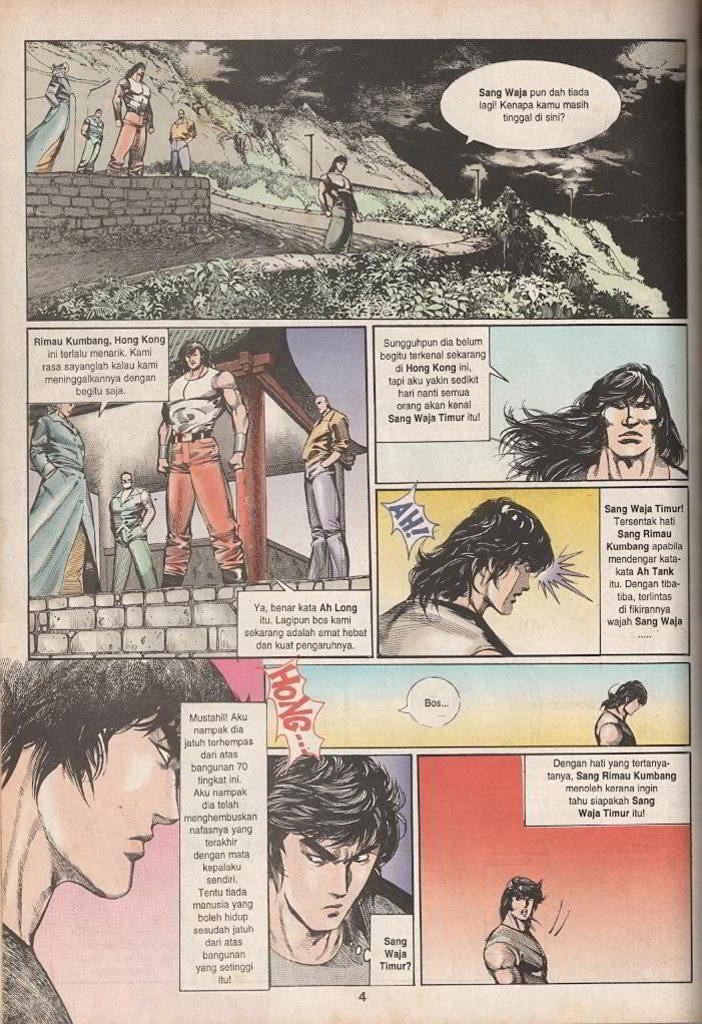 Sang Waja pun dah tiada
lagi! Kenapa kamu masih
tinggal di sini?
Rimau Kumbang, Hong Kong
ini terlalu menarik. Kami
rasa sayanglah kalau kami
meninggalkannya dengan
begitu saja.
Ya, benar kata Ah Long
itu. Lagipun bos kami
sekarang adalah amat hebat
dan kuat pengaruhnya.
Sungguhpun dia belum
begitu terkenal sekarang
di Hong Kong ini,
tapi aku yakin sedikit
hari nanti semua
orang akan kenal
Sang Waja Timur itu!
AH!
Sang Waja Timur!
Tersentak hati
Sang Rimau
Kumbang apabila
mendengar kata-
kata Ah Tank
itu. Dengan tiba-
tiba, terlintas
di fikirannya
wajah Sang Waja
.....
Mustahil! Aku
nampak dia
jatuh terhempas
dari atas
bangunan 70
tingkat ini.
Aku nampak
dia telah
menghembuskan
nafasnya yang
terakhir
dengan mata
kepalaku
sendiri.
Tentu tiada
manusia yang
boleh hidup
sesudah jatuh
dari atas
bangunan
yang setinggi
itu!
HONG...
Bos...
Sang
Waja
Timur?
Dengan hati yang tertanya-
tanya, Sang Rimau Kumbang
menoleh kerana ingin
tahu siapakah Sang
Waja Timur itu!
4